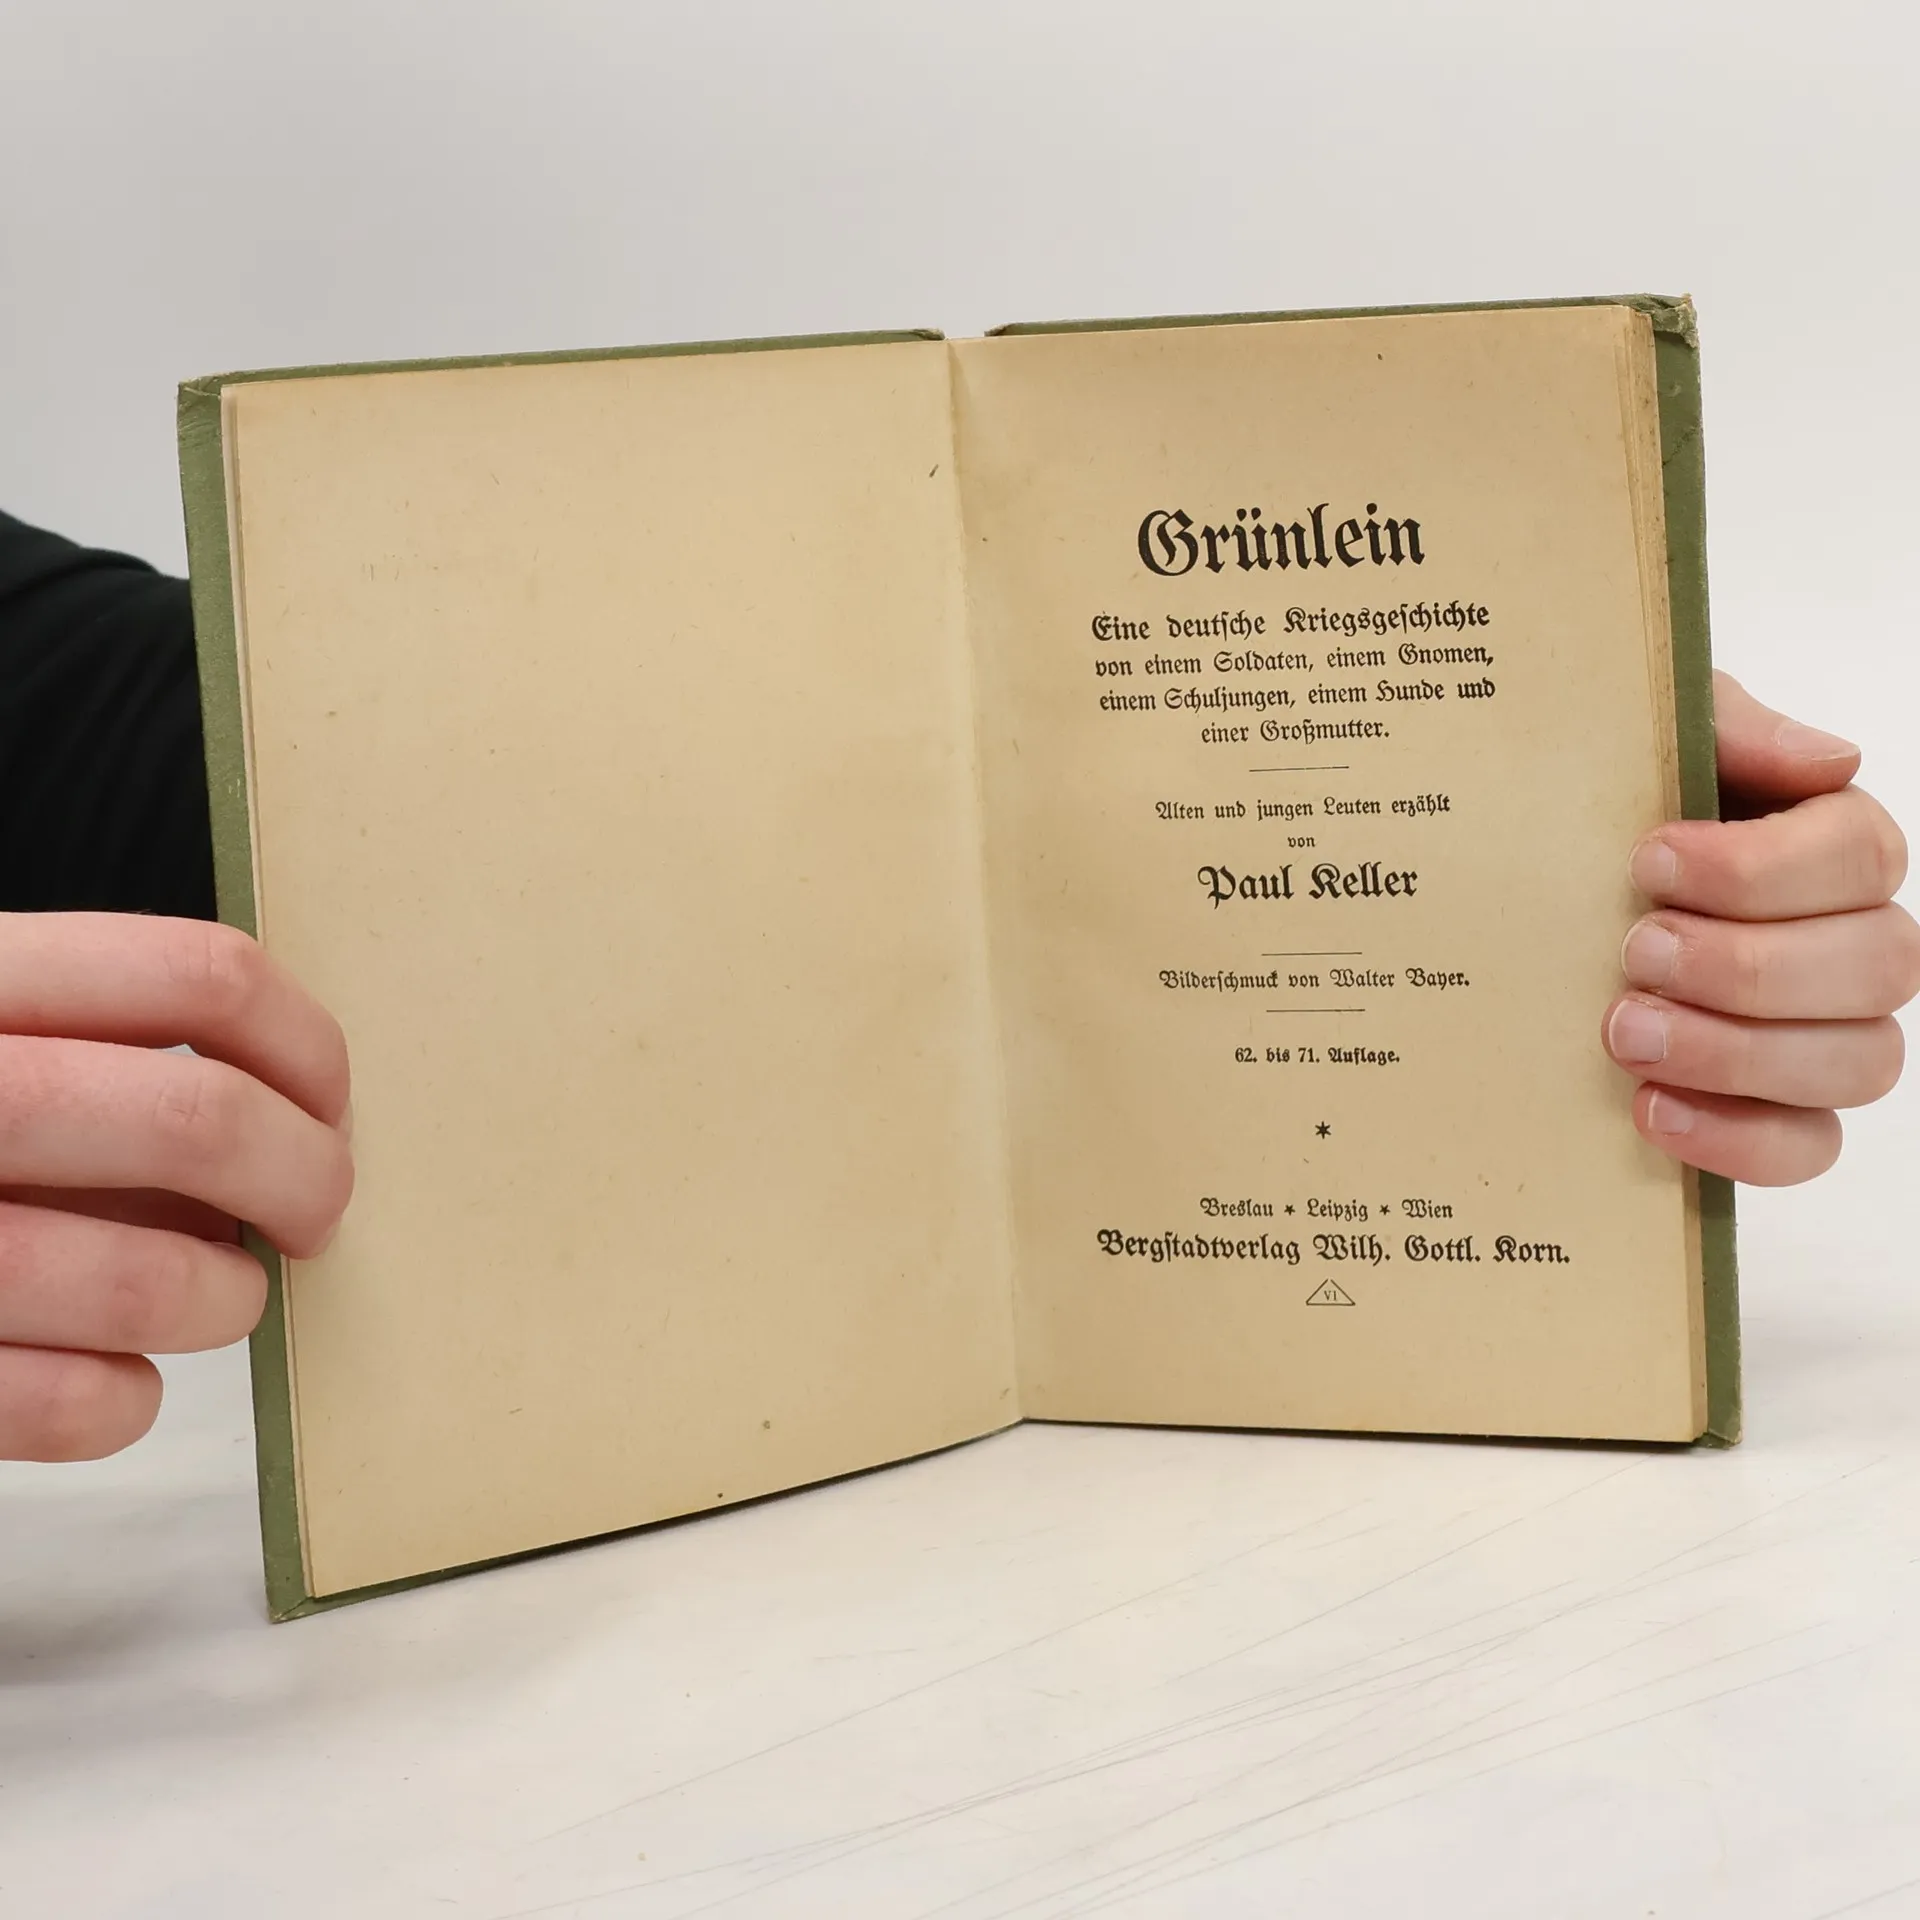 Grünlein
Eine deutſche Kriegsgeſchichte
von einem Soldaten, einem Gnomen,
einem Schuljungen, einem Hunde und
einer Großmutter.
Alten und jungen Leuten erzählt
von
Paul Keller
Bilderſchmuck von Walter Bayer.
62. bis 71. Auflage.
*
Breslau * Leipzig * Wien
Bergſtadtverlag Wilh. Gottl. Korn.
VI